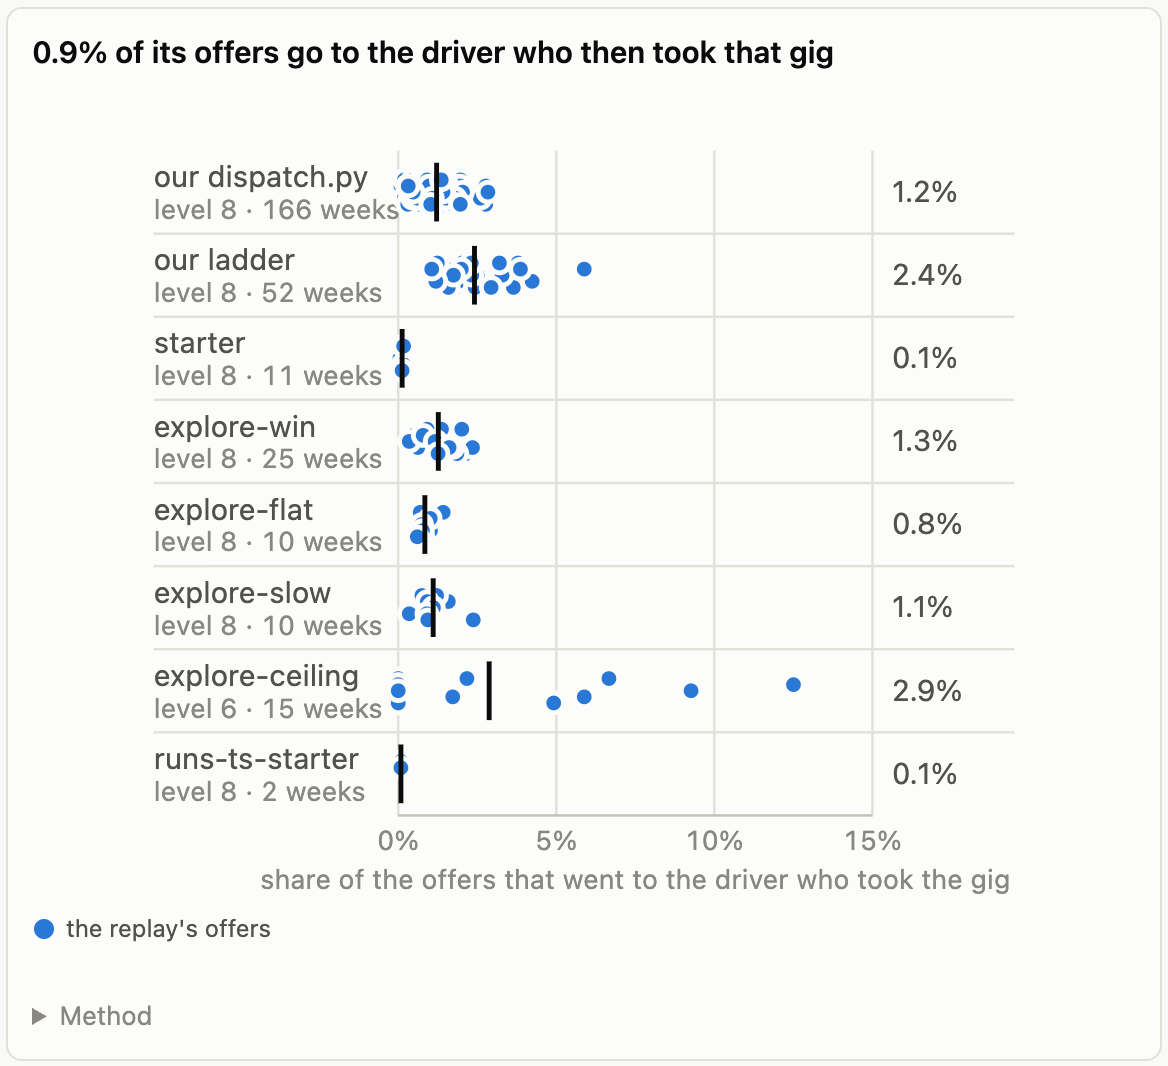 0.9% of its offers go to the driver who then took that gig
our dispatch.py
level 8 · 166 weeks
1.2%
our ladder
level 8 · 52 weeks
2.4%
starter
level 8 · 11 weeks
0.1%
explore-win
level 8 · 25 weeks
1.3%
explore-flat
level 8 · 10 weeks
0.8%
explore-slow
level 8 · 10 weeks
1.1%
explore-ceiling
level 6 · 15 weeks
2.9%
runs-ts-starter
level 8 · 2 weeks
0.1%
0% 5% 10% 15%
share of the offers that went to the driver who took the gig
the replay's offers
Method